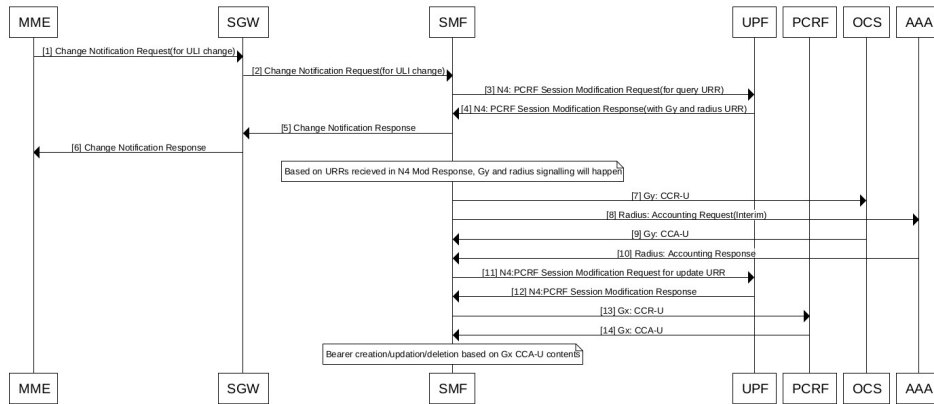 MME SGW SMF UPF PCRF OCS AAA
[1] Change Notification Request(for ULI change)
[2] Change Notification Request(for ULI change)
[3] N4: PCRF Session Modification Request(for query URR)
[4] N4: PCRF Session Modification Response(with Gy and radius URR)
[5] Change Notification Response
[6] Change Notification Response
Based on URRs recieved in N4 Mod Response, Gy and radius signalling will happen
[7] Gy: CCR-U
[8] Radius: Accounting Request(Interim)
[9] Gy: CCA-U
[10] Radius: Accounting Response
[11] N4:PCRF Session Modification Request for update URR
[12] N4:PCRF Session Modification Response
[13] Gx: CCR-U
[14] Gx: CCA-U
Bearer creation/updation/deletion based on Gx CCA-U contents
MME SGW SMF UPF PCRF OCS AAA